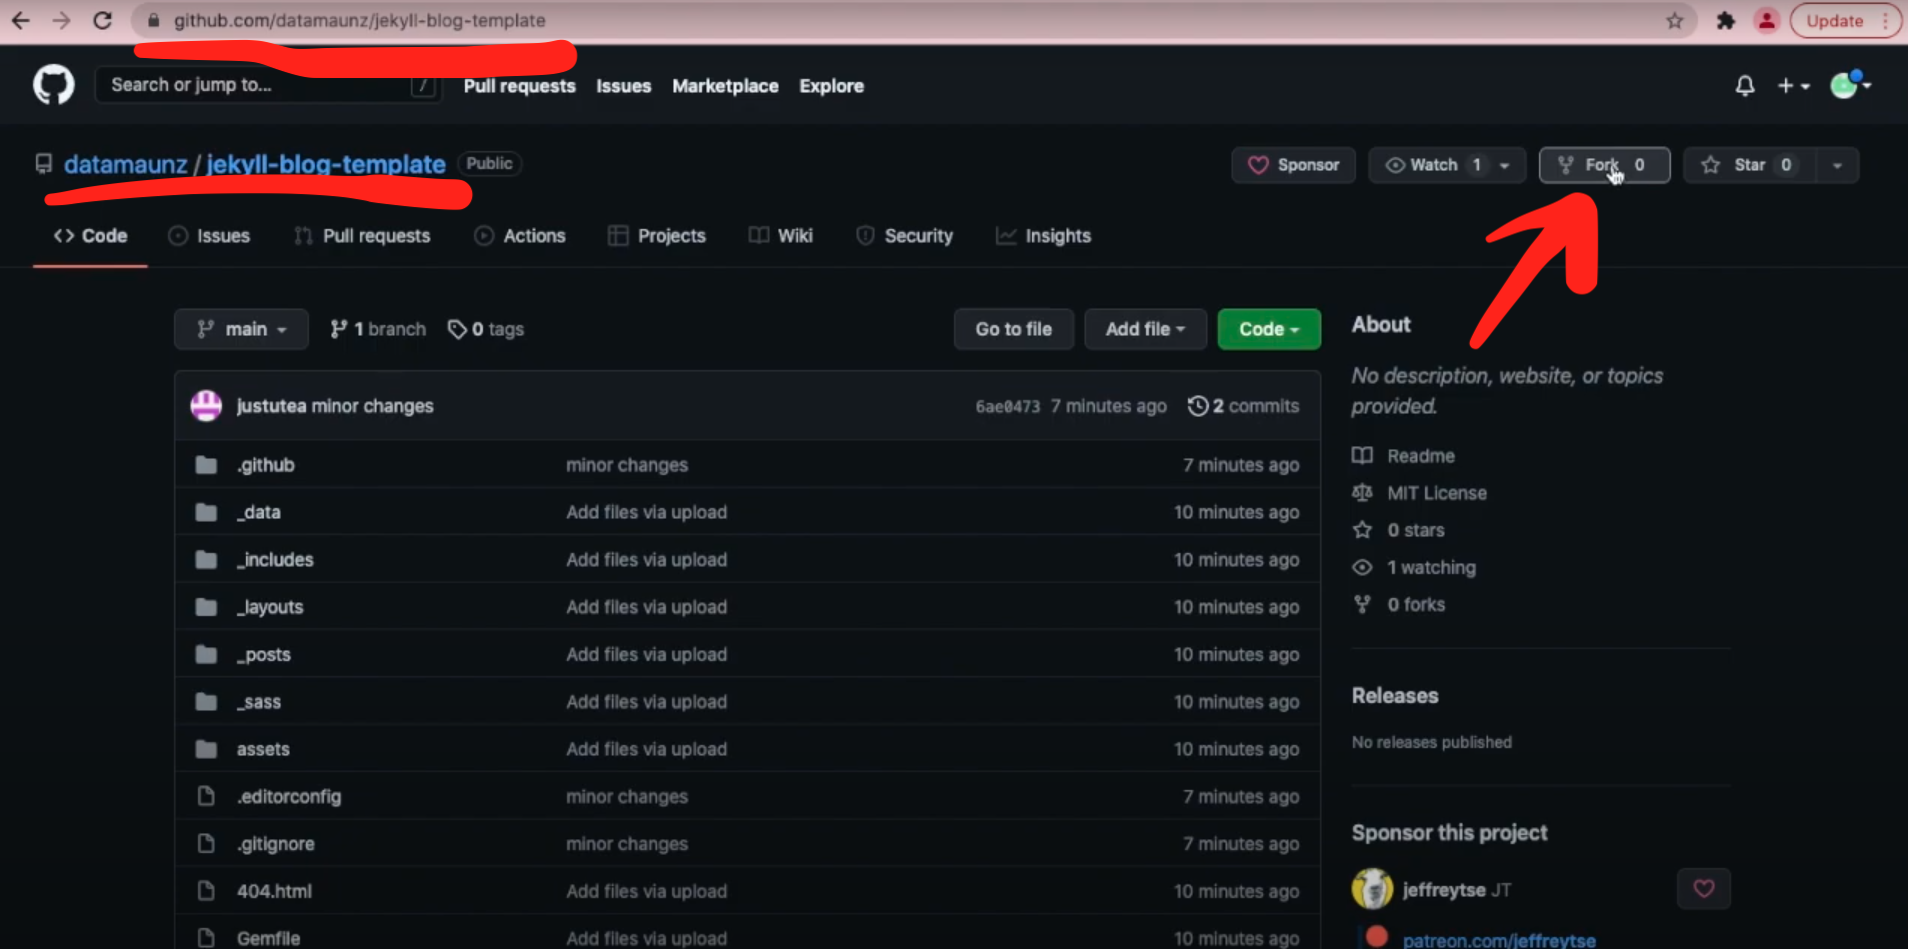 github.com/datamaunz/jekyll-blog-template
Update
Search or jump to... / Pull requests Issues Marketplace Explore
datamaunz / jekyll-blog-template Public
Sponsor Watch 1 Fork 0 Star 0
Code Issues Pull requests Actions Projects Wiki Security Insights
main 1 branch 0 tags Go to file Add file Code
justutea minor changes 6ae0473 7 minutes ago 2 commits
.github minor changes 7 minutes ago
_data Add files via upload 10 minutes ago
_includes Add files via upload 10 minutes ago
_layouts Add files via upload 10 minutes ago
_posts Add files via upload 10 minutes ago
_sass Add files via upload 10 minutes ago
assets Add files via upload 10 minutes ago
.editorconfig minor changes 7 minutes ago
.gitignore minor changes 7 minutes ago
404.html Add files via upload 10 minutes ago
Gemfile Add files via upload 10 minutes ago
About
No description, website, or topics
provided.
Readme
MIT License
0 stars
1 watching
0 forks
Releases
No releases published
Sponsor this project
jeffreytse JT
patreon.com/jeffreytse